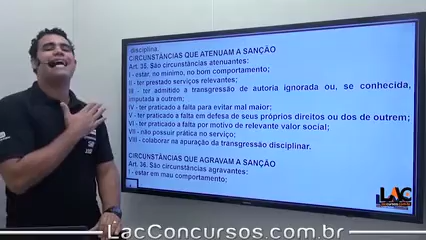 disciplina.
CIRCUNSTÂNCIAS QUE ATENUAM A SANÇÃO
Art. 35. São circunstâncias atenuantes:
I - estar, no mínimo, no bom comportamento;
II - ter prestado serviços relevantes;
III - ter admitido a transgressão de autoria ignorada ou, se conhecida,
imputada a outrem;
IV - ter praticado a falta para evitar mal maior;
V - ter praticado a falta em defesa de seus próprios direitos ou dos de outrem;
VI - ter praticado a falta por motivo de relevante valor social;
VII - não possuir prática no serviço;
VIII - colaborar na apuração da transgressão disciplinar.
CIRCUNSTÂNCIAS QUE AGRAVAM A SANÇÃO
Art. 36. São circunstâncias agravantes:
I - estar em mau comportamento;
LAC
LacConcursos.com.br